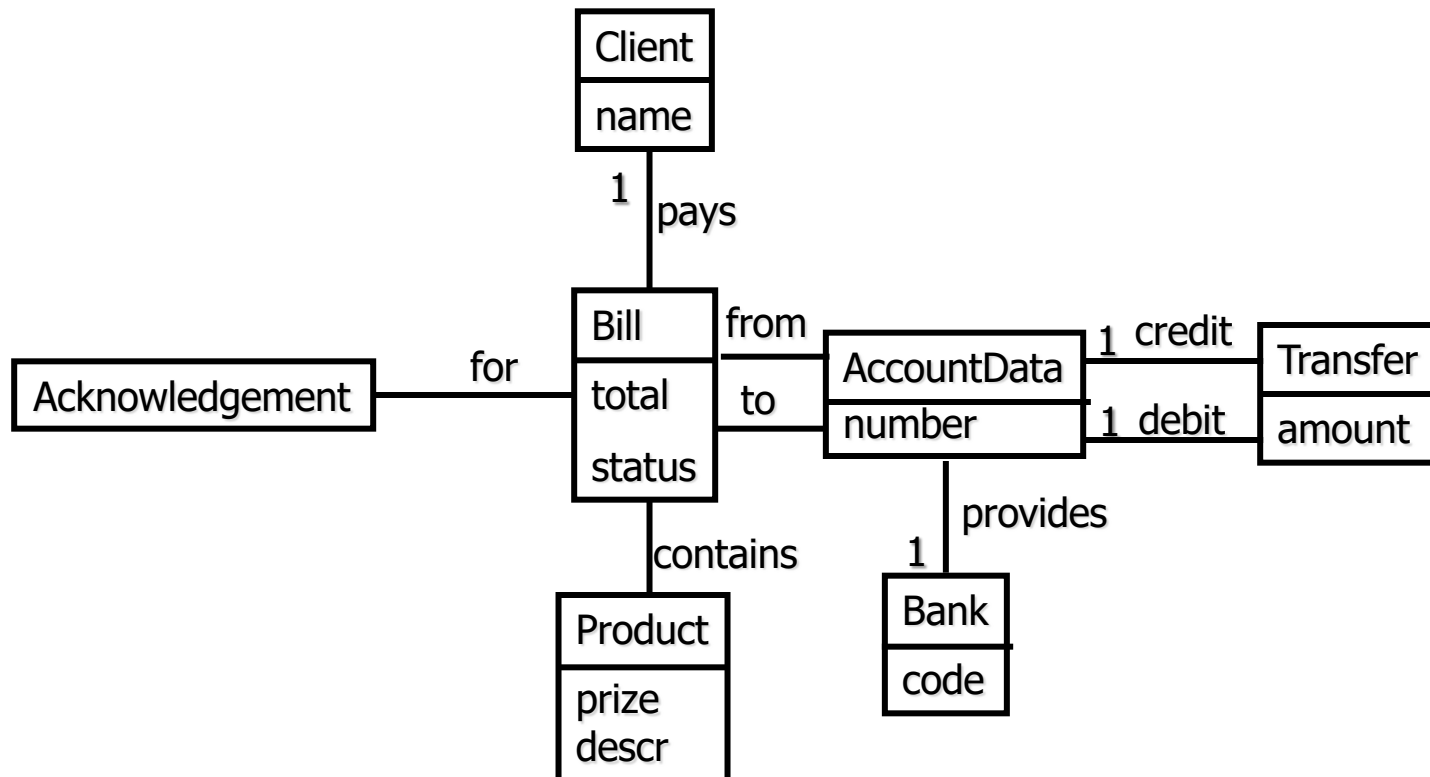 Client
name
1
pays
Bill
total
status
from
to
for
Acknowledgement
AccountData
number
1 credit
1 debit
Transfer
amount
provides
1
Bank
code
contains
Product
prize
descr